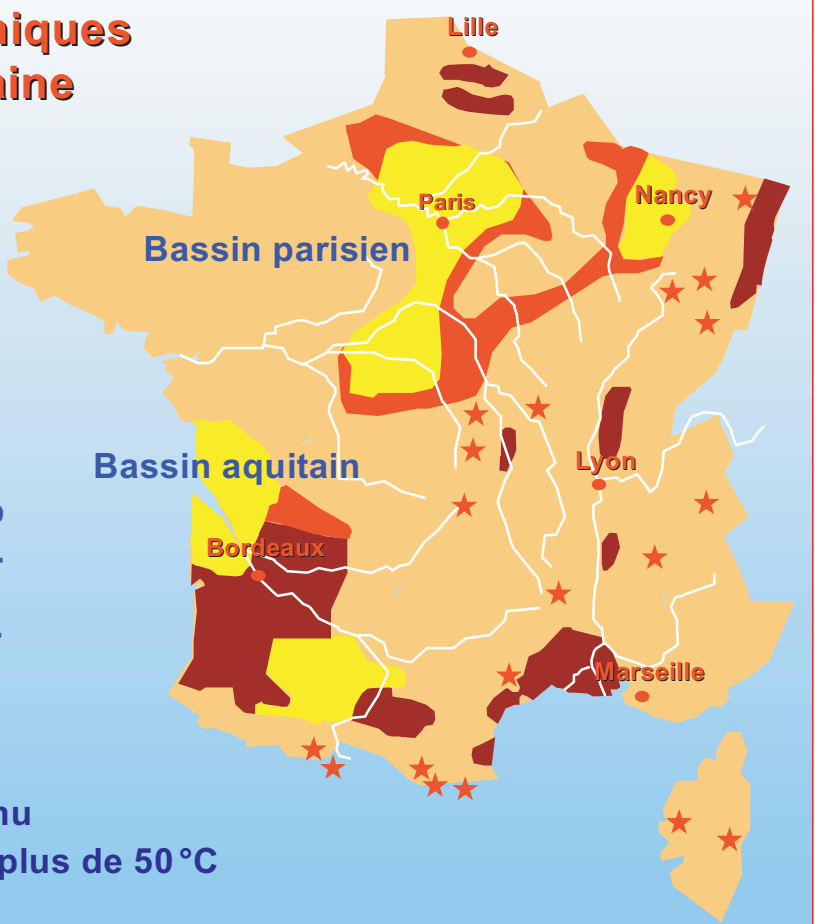 niques
aine
Lille
Paris
Nancy
Bassin parisien
Bassin aquitain
Lyon
Bordeaux
Marseille
nu
plus de 50 °C